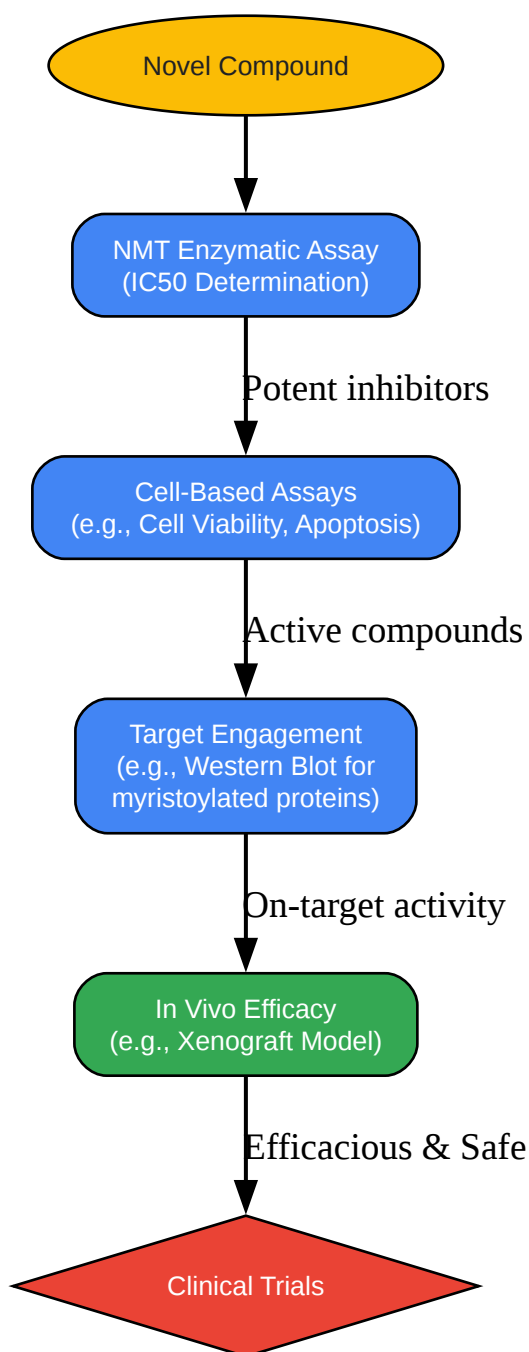 Novel Compound
NMT Enzymatic Assay
(IC50 Determination)
Potent inhibitors
Cell-Based Assays
(e.g., Cell Viability, Apoptosis)
Active compounds
Target Engagement
(e.g., Western Blot for
myristoylated proteins)
On-target activity
In Vivo Efficacy
(e.g., Xenograft Model)
Efficacious & Safe
Clinical Trials